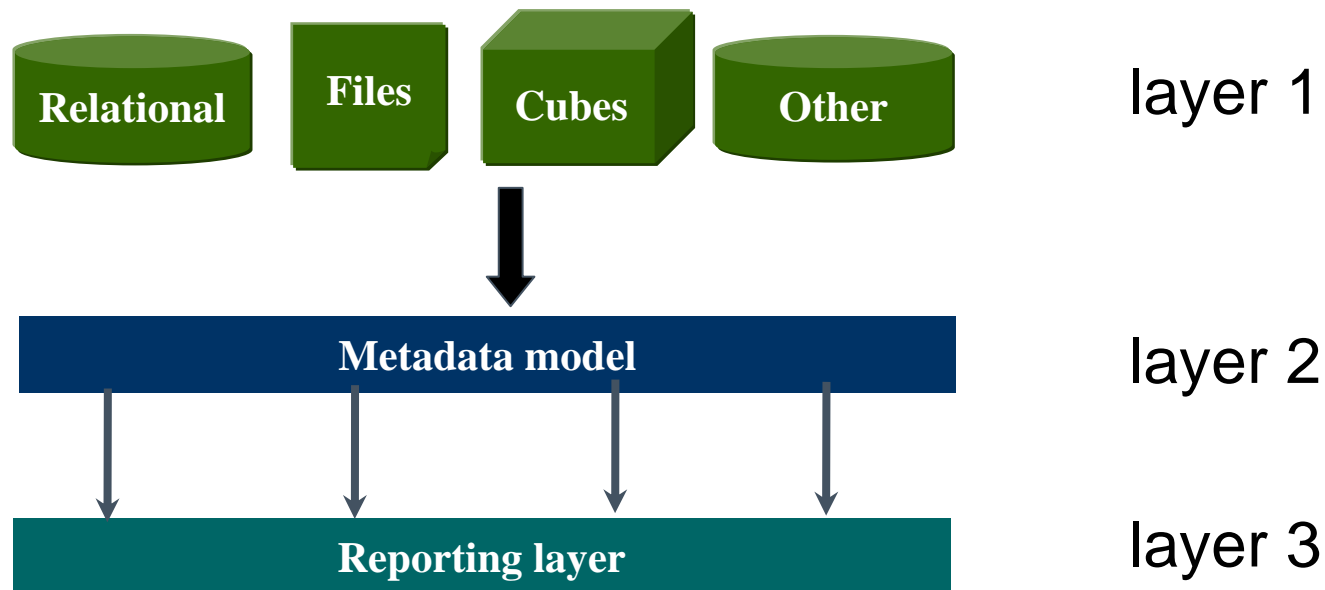 Relational
Files
Cubes
Other
layer 1
Metadata model
layer 2
Reporting layer
layer 3